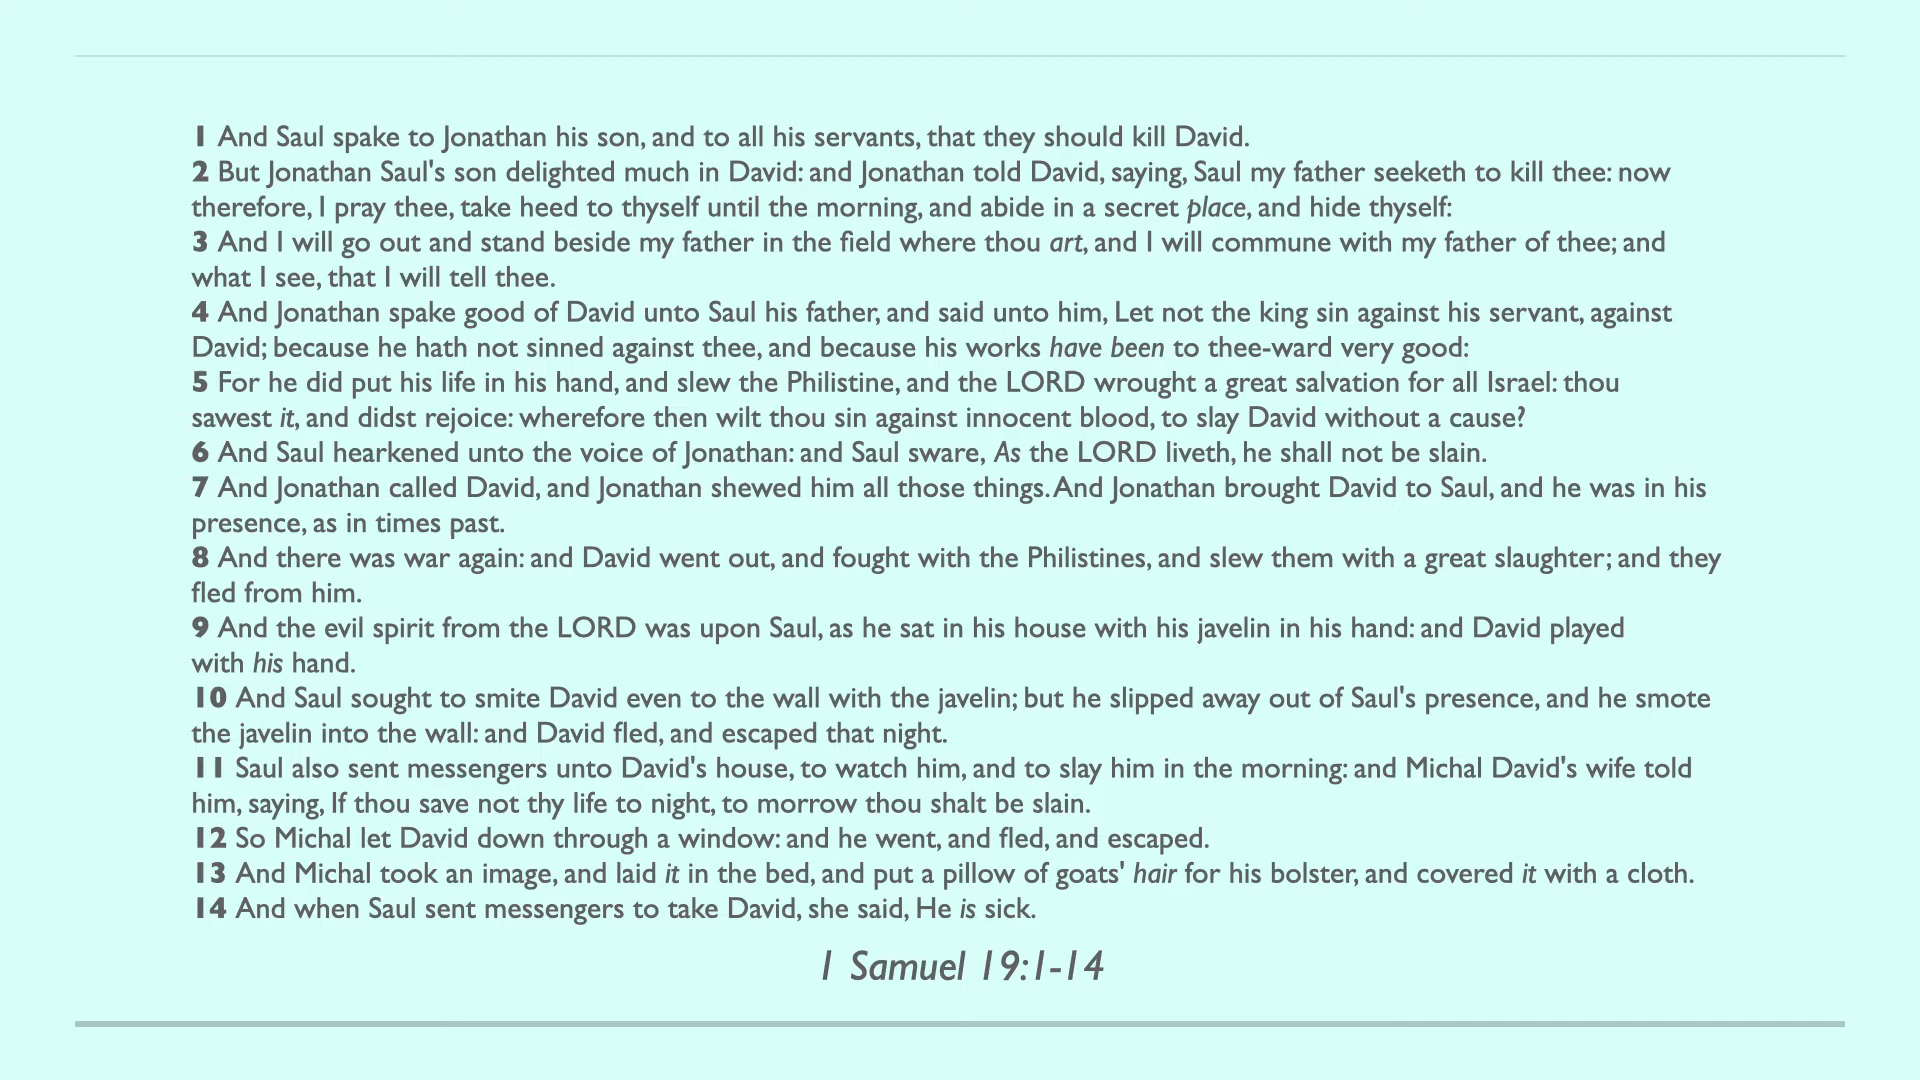 1 And Saul spake to Jonathan his son, and to all his servants, that they should kill David.
2 But Jonathan Saul's son delighted much in David: and Jonathan told David, saying, Saul my father seeketh to kill thee: now
therefore, I pray thee, take heed to thyself until the morning, and abide in a secret place, and hide thyself:
3 And I will go out and stand beside my father in the field where thou art, and I will commune with my father of thee; and
what I see, that I will tell thee.
4 And Jonathan spake good of David unto Saul his father, and said unto him, Let not the king sin against his servant, against
David; because he hath not sinned against thee, and because his works have been to thee-ward very good:
5 For he did put his life in his hand, and slew the Philistine, and the LORD wrought a great salvation for all Israel: thou
sawest it, and didst rejoice: wherefore then wilt thou sin against innocent blood, to slay David without a cause?
6 And Saul hearkened unto the voice of Jonathan: and Saul sware, As the LORD liveth, he shall not be slain.
7 And Jonathan called David, and Jonathan shewed him all those things. And Jonathan brought David to Saul, and he was in his
presence, as in times past.
8 And there was war again: and David went out, and fought with the Philistines, and slew them with a great slaughter; and they
fled from him.
9 And the evil spirit from the LORD was upon Saul, as he sat in his house with his javelin in his hand: and David played
with his hand.
10 And Saul sought to smite David even to the wall with the javelin; but he slipped away out of Saul's presence, and he smote
the javelin into the wall: and David fled, and escaped that night.
11 Saul also sent messengers unto David's house, to watch him, and to slay him in the morning: and Michal David's wife told
him, saying, If thou save not thy life to night, to morrow thou shalt be slain.
12 So Michal let David down through a window: and he went, and fled, and escaped.
13 And Michal took an image, and laid it in the bed, and put a pillow of goats' hair for his bolster, and covered it with a cloth.
14 And when Saul sent messengers to take David, she said, He is sick.
1 Samuel 19:1-14